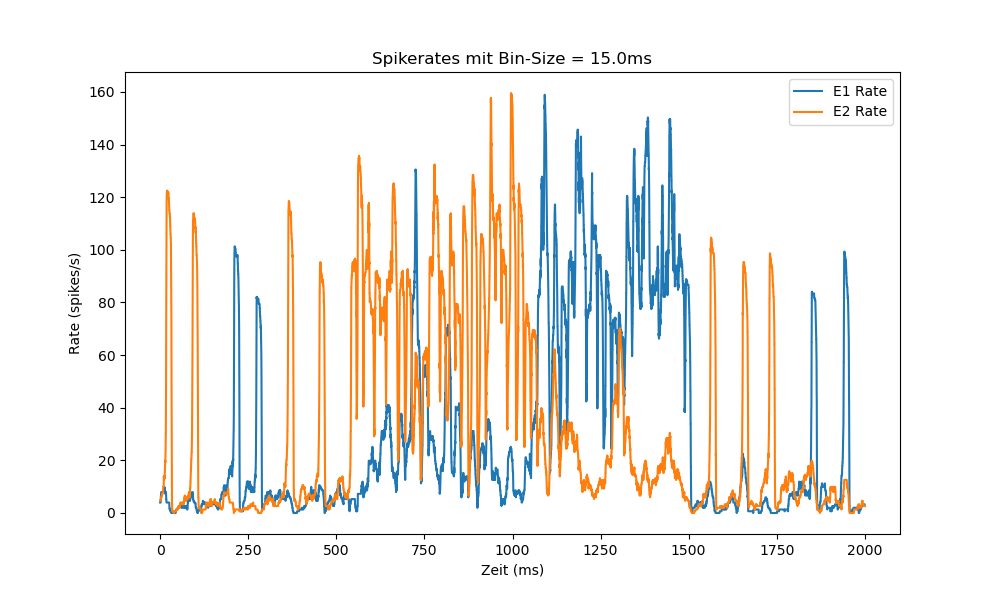 Spikerates mit Bin-Size = 15.0ms
E1 Rate
E2 Rate
Rate (spikes/s)
160
140
120
100
80
60
40
20
0
0 250 500 750 1000 1250 1500 1750 2000
Zeit (ms)